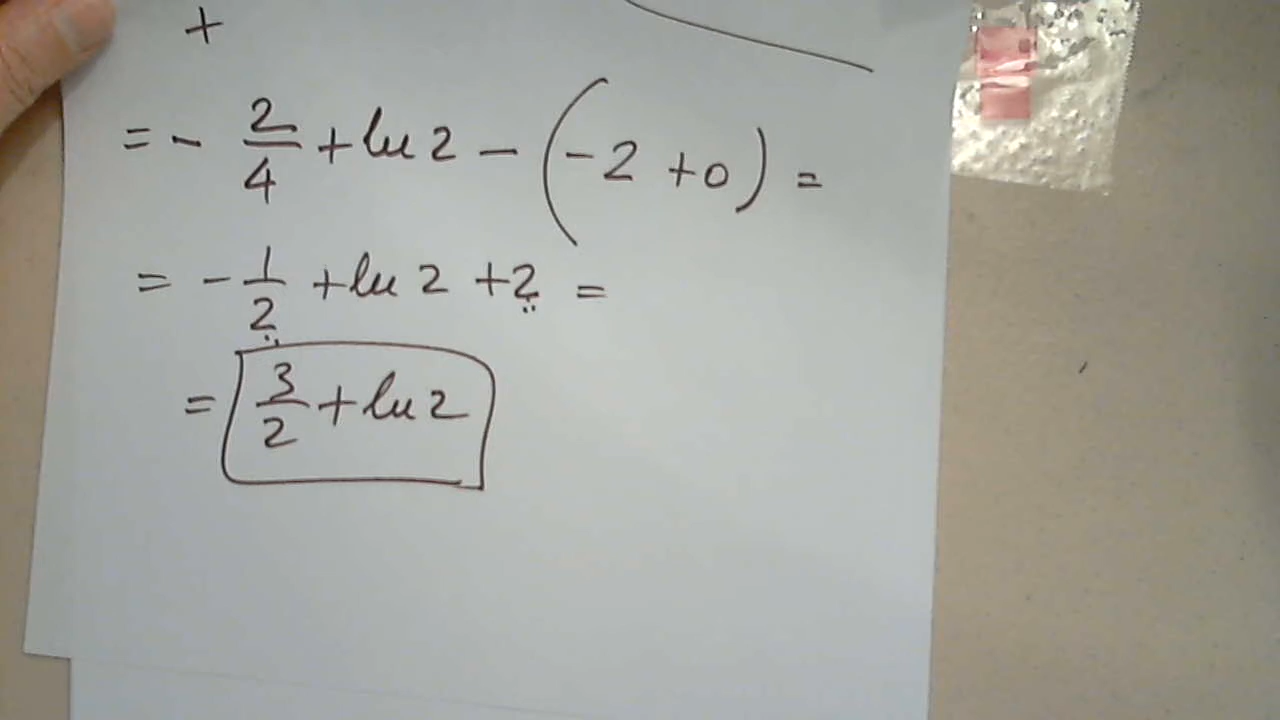 +
= - 2/4 + ln 2 - (-2 + 0) =
= - 1/2 + ln 2 + 2 =
= 3/2 + ln 2